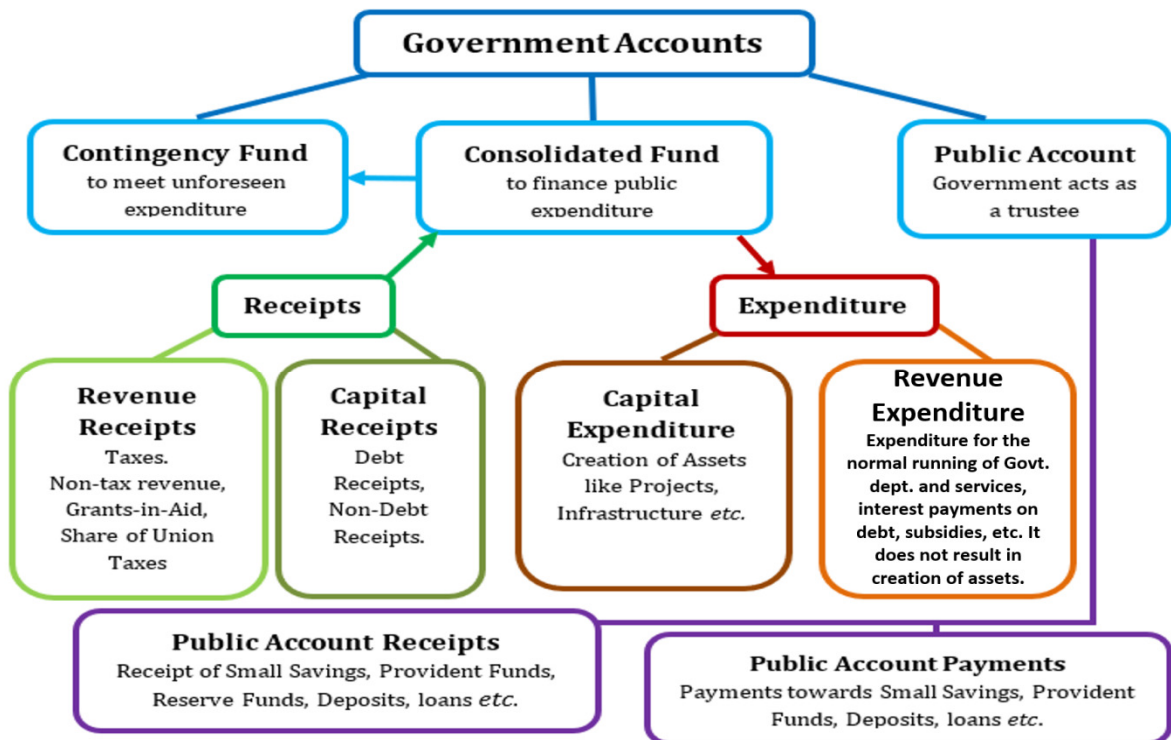 Government Accounts
Contingency Fund
to meet unforeseen
expenditure
Consolidated Fund
to finance public
expenditure
Public Account
Government acts as
a trustee
Receipts
Expenditure
Revenue
Receipts
Taxes.
Non-tax revenue,
Grants-in-Aid,
Share of Union
Taxes
Capital
Receipts
Debt
Receipts,
Non-Debt
Receipts.
Capital
Expenditure
Creation of Assets
like Projects,
Infrastructure etc.
Revenue
Expenditure
Expenditure for the
normal running of Govt.
dept. and services,
interest payments on
debt, subsidies, etc. It
does not result in
creation of assets.
Public Account Receipts
Receipt of Small Savings, Provident Funds,
Reserve Funds, Deposits, loans etc.
Public Account Payments
Payments towards Small Savings, Provident
Funds, Deposits, loans etc.